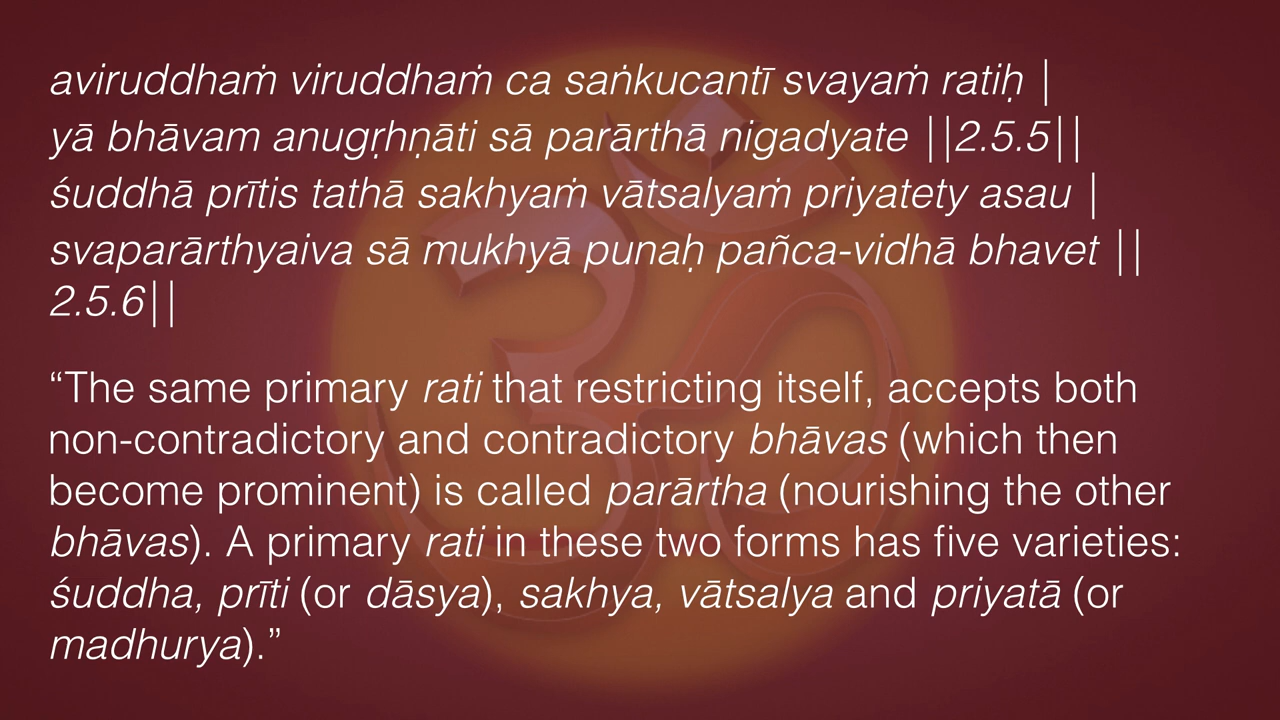 aviruddhaṁ viruddhaṁ ca saṅkucantī svayaṁ ratiḥ |
yā bhāvam anugṛhṇāti sā parārthā nigadyate ||2.5.5||
śuddhā prītis tathā sakhyaṁ vātsalyaṁ priyatety asau |
svaparārthyaiva sā mukhyā punaḥ pañca-vidhā bhavet ||
2.5.6||
“The same primary rati that restricting itself, accepts both
non-contradictory and contradictory bhāvas (which then
become prominent) is called parārtha (nourishing the other
bhāvas). A primary rati in these two forms has five varieties:
śuddha, prīti (or dāsya), sakhya, vātsalya and priyatā (or
madhurya).”